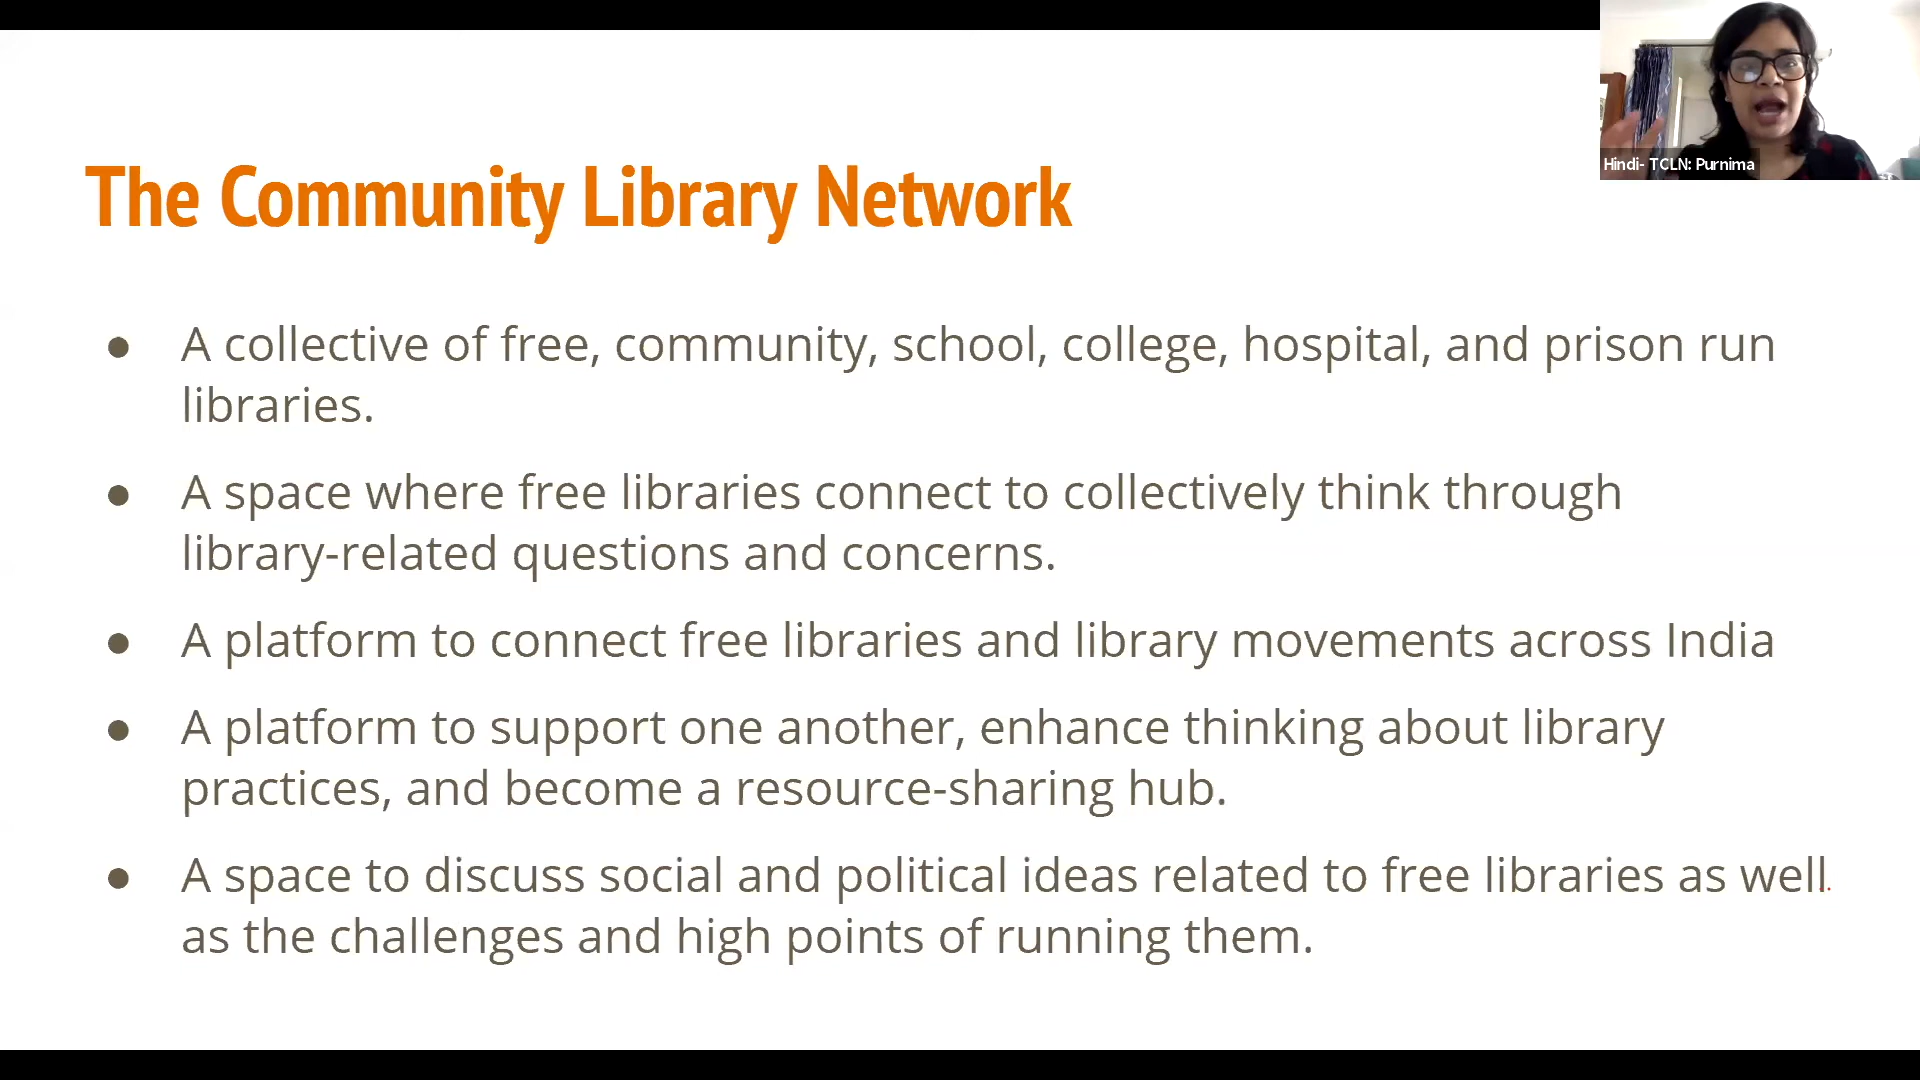 Hindi- TCLN: Purnima
The Community Library Network
● A collective of free, community, school, college, hospital, and prison run
libraries.
● A space where free libraries connect to collectively think through
library-related questions and concerns.
● A platform to connect free libraries and library movements across India
● A platform to support one another, enhance thinking about library
practices, and become a resource-sharing hub.
● A space to discuss social and political ideas related to free libraries as well
as the challenges and high points of running them.